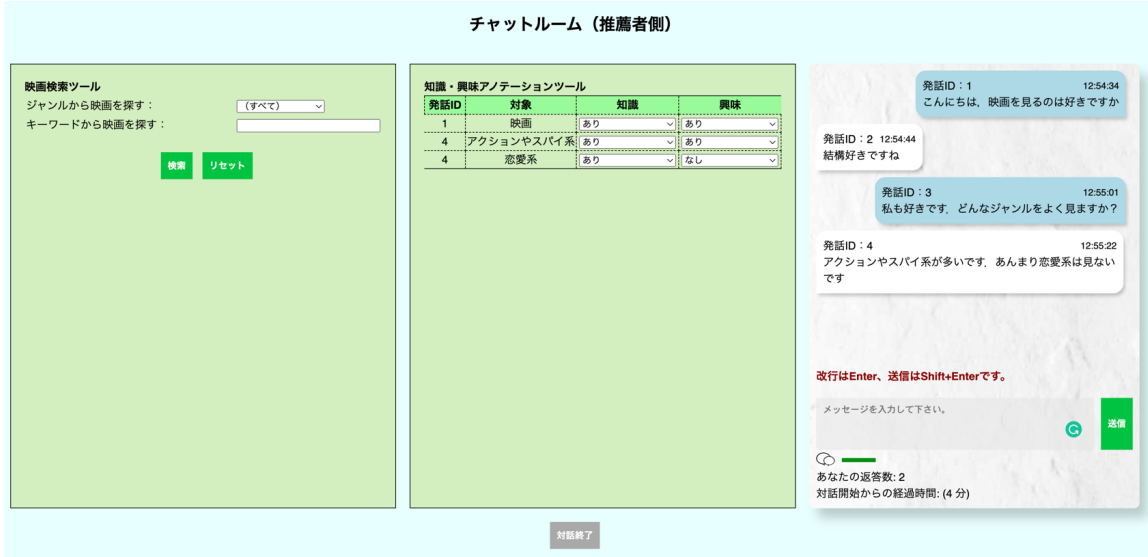 チャットルーム（推薦者側）
映画検索ツール
ジャンルから映画を探す：
（すべて）
キーワードから映画を探す：
検索 リセット
知識・興味アノテーションツール
発話ID 対象 知識 興味
1 映画 あり あり
4 アクションやスパイ系 あり あり
4 恋愛系 あり なし
発話ID：1 12:54:34
こんにちは，映画を見るのは好きですか
発話ID：2 12:54:44
結構好きですね
発話ID：3 12:55:01
私も好きです．どんなジャンルをよく見ますか？
発話ID：4 12:55:22
アクションやスパイ系が多いです．あんまり恋愛系は見ない
です
改行はEnter、送信はShift+Enterです。
メッセージを入力して下さい。
送信
あなたの返答数: 2
対話開始からの経過時間: (4 分)
対話終了